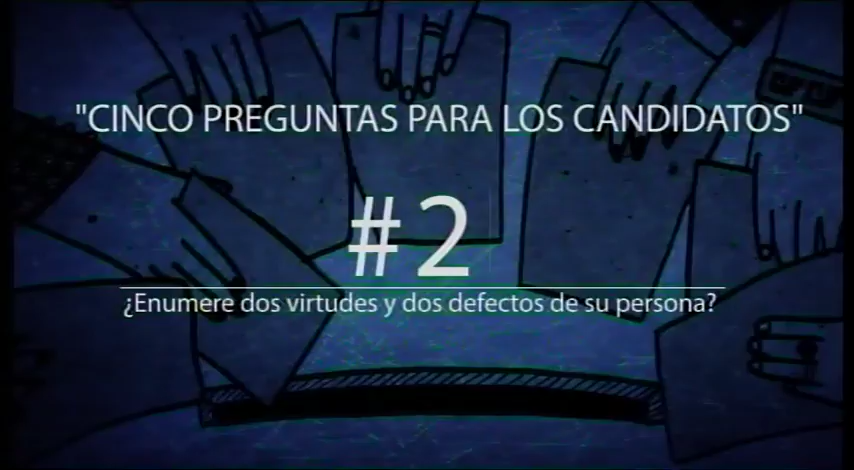 "CINCO PREGUNTAS PARA LOS CANDIDATOS"
#2
¿Enumere dos virtudes y dos defectos de su persona?